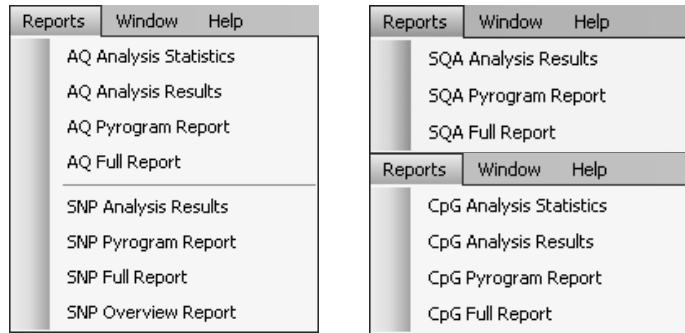 Reports Window Help
AQ Analysis Statistics
AQ Analysis Results
AQ Pyrogram Report
AQ Full Report
SNP Analysis Results
SNP Pyrogram Report
SNP Full Report
SNP Overview Report
Reports Window Help
SQA Analysis Results
SQA Pyrogram Report
SQA Full Report
Reports Window Help
CpG Analysis Statistics
CpG Analysis Results
CpG Pyrogram Report
CpG Full Report